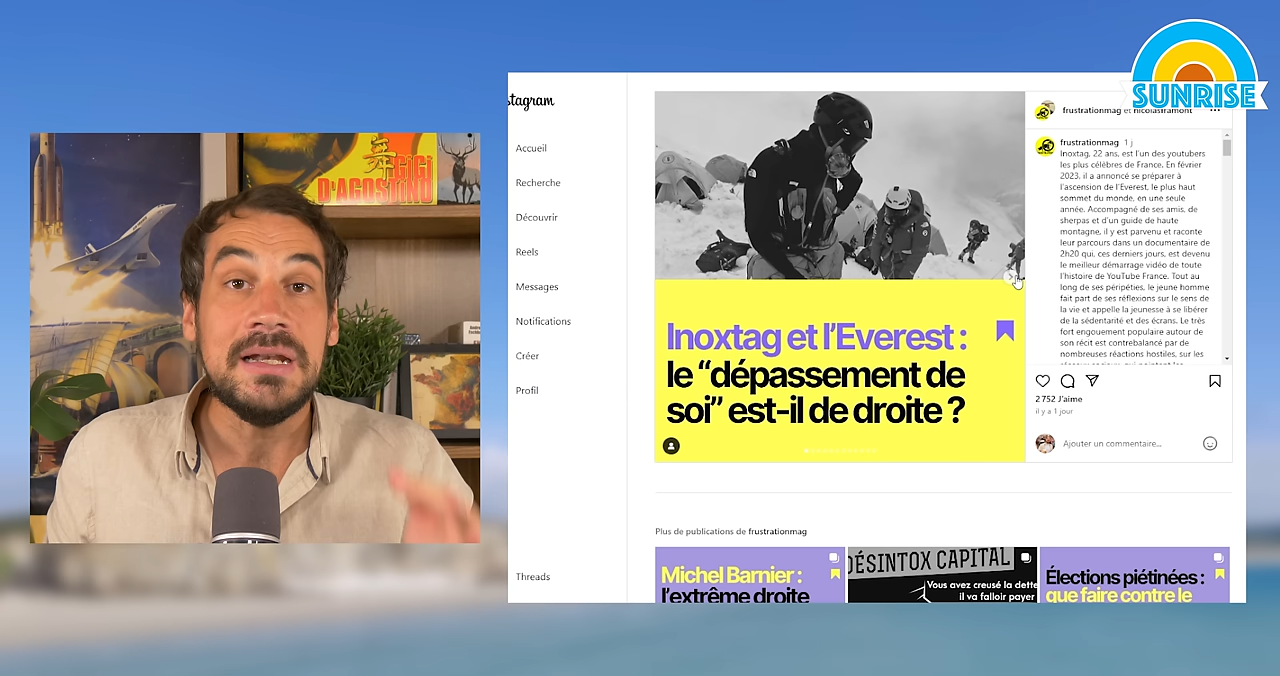 SUNRISE
GiGi
D'AGOSTINO
stagram
Accueil
Recherche
Découvrir
Reels
Messages
Notifications
Créer
Profil
Threads
Inoxtag et l'Everest :
le “dépassement de
soi” est-il de droite ?
frustrationmag et nicolasframont
frustrationmag 1 j
Inoxtag, 22 ans, est l'un des youtubers
les plus célèbres de France. En février
2023, il a annoncé se préparer à
l'ascension de l'Everest, le plus haut
sommet du monde, en une seule
année. Accompagné de ses amis, de
sherpas et d'un guide de haute
montagne, il y est parvenu et raconte
leur parcours dans un documentaire de
2h20 qui, ces derniers jours, est devenu
le meilleur démarrage vidéo de toute
l'histoire de YouTube France. Tout au
long de ses péripéties, le jeune homme
fait part de ses réflexions sur le sens de
la vie et appelle la jeunesse à se libérer
de la sédentarité et des écrans. Le très
fort engouement populaire autour de
son récit est contrebalancé par de
nombreuses réactions hostiles, sur les
2 752 J'aime
il y a 1 jour
Ajouter un commentaire...
Plus de publications de frustrationmag
Michel Barnier :
l'extrême droite
DÉSINTOX CAPITAL
Vous avez creusé la dette
il va falloir payer
Élections piétinées :
que faire contre le